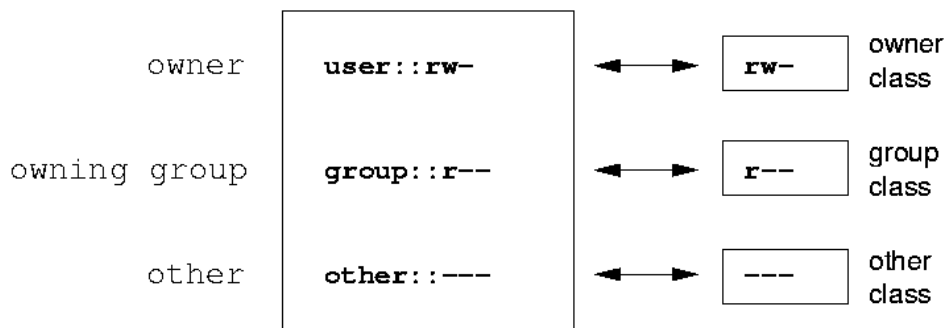 owner user::rw- rw- owner class
owning group group::r-- r-- group class
other other::--- --- other class